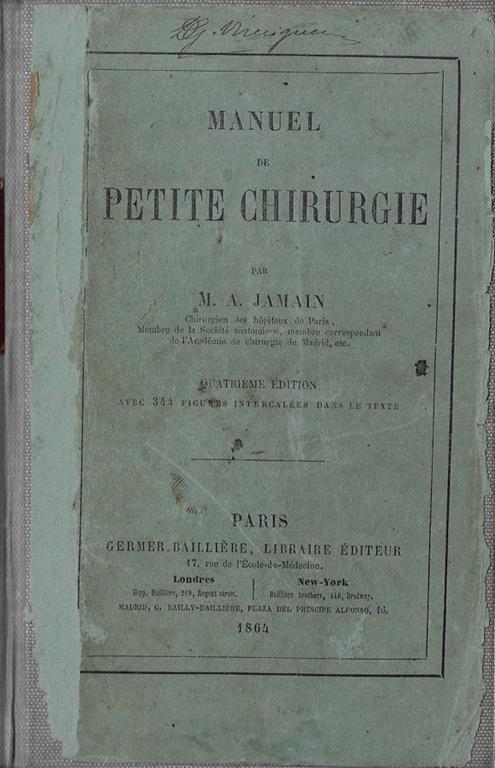 MANUEL
DE
PETITE CHIRURGIE
PAR
M. A. JAMAIN
Chirurgien des hôpitaux de Paris,
Membre de la Société anatomique, membre correspondant
de l'Académie de chirurgie de Madrid, etc.
QUATRIÈME ÉDITION
AVEC 344 FIGURES INTERCALÉES DANS LE TEXTE
PARIS
GERMER BAILLIÈRE, LIBRAIRE ÉDITEUR
17, rue de l'École-de-Médecine.
Londres
Hipp. Baillière, 219, Regent street.
New-York
Baillière brothers, 440, Brodway.
MADRID, C. BAILLY-BAILLIÈRE, PLAZA DEL PRINCIPE ALFONSO, 16.
1864